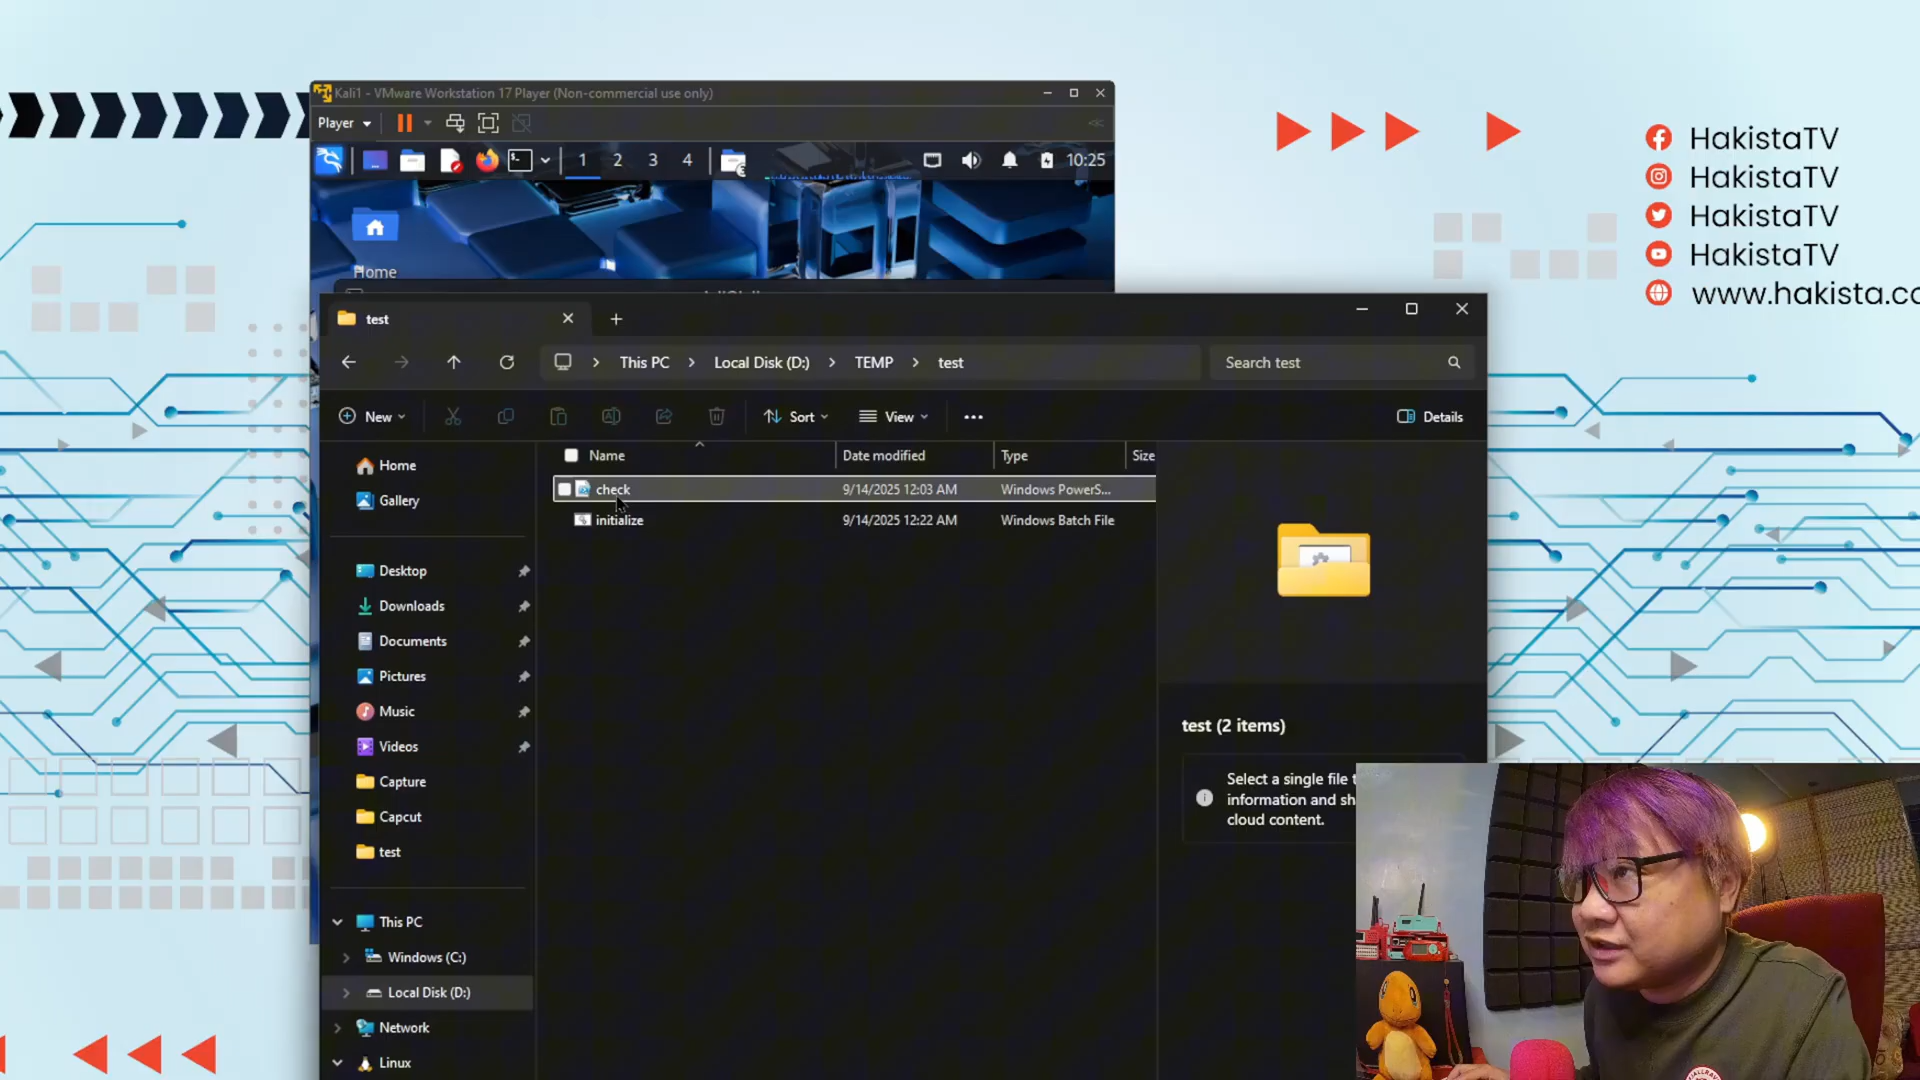 Kali1 - VMware Workstation 17 Player (Non-commercial use only)
Player
1 2 3 4
10:25
Home
HakistaTV
HakistaTV
HakistaTV
HakistaTV
www.hakista.co
test
This PC > Local Disk (D:) > TEMP > test
Search test
New
Sort
View
Details
Name
Date modified
Type
Size
check 9/14/2025 12:03 AM Windows PowerS...
initialize 9/14/2025 12:22 AM Windows Batch File
Home
Gallery
Desktop
Downloads
Documents
Pictures
Music
Videos
Capture
Capcut
test
This PC
Windows (C:)
Local Disk (D:)
Network
Linux
test (2 items)
Select a single file t
information and sh
cloud content.